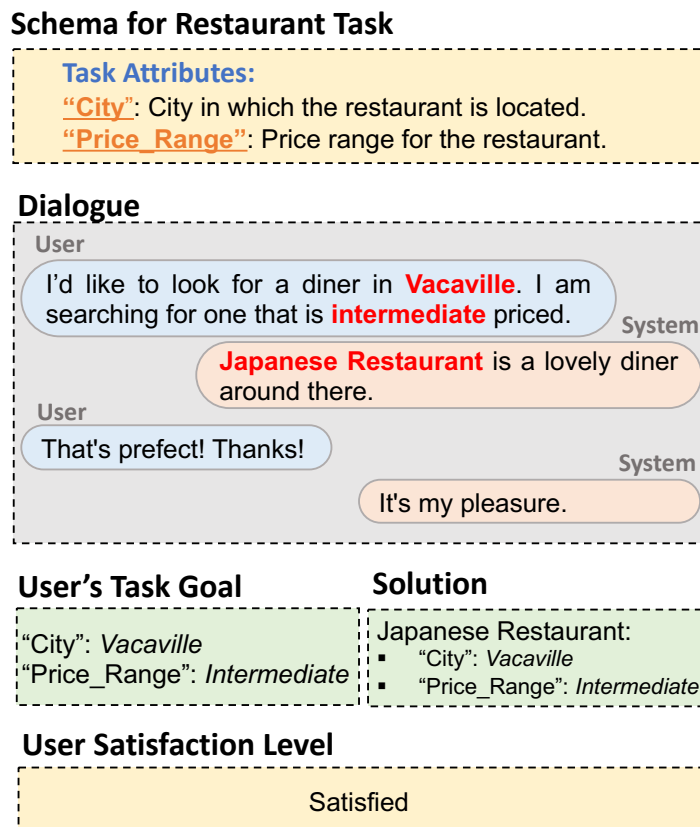 Schema for Restaurant Task
Task Attributes:
“City”: City in which the restaurant is located.
“Price_Range”: Price range for the restaurant.
Dialogue
User
I’d like to look for a diner in Vacaville. I am
searching for one that is intermediate priced.
System
Japanese Restaurant is a lovely diner
around there.
User
That's prefect! Thanks!
System
It's my pleasure.
User’s Task Goal
“City”: Vacaville
“Price_Range”: Intermediate
Solution
Japanese Restaurant:
▪ “City”: Vacaville
▪ “Price_Range”: Intermediate
User Satisfaction Level
Satisfied